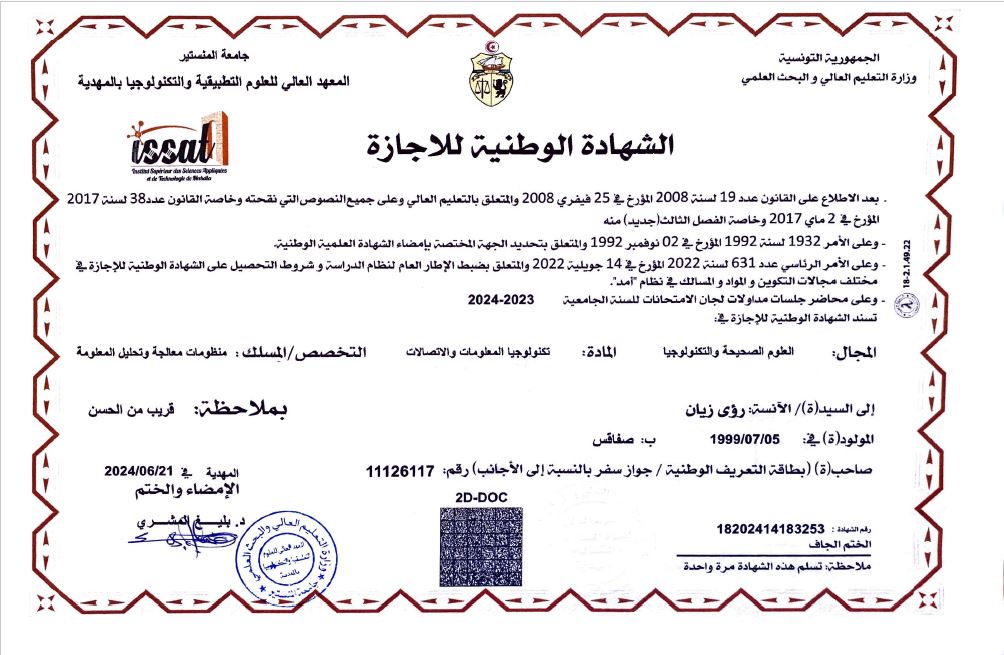 الجمهورية التونسية
وزارة التعليم العالي و البحث العلمي
جامعة المنستير
المعهد العالي للعلوم التطبيقية والتكنولوجيا بالمهدية
issat
Institut Supérieur des Sciences Appliquées
et de Technologie de Mahdia
الشهادة الوطنية للاجازة
- بعد الاطلاع على القانون عدد 19 لسنة 2008 المؤرخ في 25 فيفري 2008 والمتعلق بالتعليم العالي وعلى جميع النصوص التي نقحته وخاصة القانون عدد38 لسنة 2017
المؤرخ في 2 ماي 2017 وخاصة الفصل الثالث(جديد) منه
- وعلى الأمر 1932 لسنة 1992 المؤرخ في 02 نوفمبر 1992 والمتعلق بتحديد الجهة المختصة بإمضاء الشهادة العلمية الوطنية.
- وعلى الأمر الرئاسي عدد 631 لسنة 2022 المؤرخ في 14 جويلية 2022 والمتعلق بضبط الإطار العام لنظام الدراسة و شروط التحصيل على الشهادة الوطنية للإجازة في
مختلف مجالات التكوين و المواد و المسالك في نظام "أمد".
- وعلى محاضر جلسات مداولات لجان الامتحانات للسنة الجامعية 2023-2024
تسند الشهادة الوطنية للإجازة في:
18-2.1.49.22
المجال: العلوم الصحيحة والتكنولوجيا المادة: تكنولوجيا المعلومات والاتصالات التخصص/المسلك: منظومات معالجة وتحليل المعلومة
إلى السيد(ة)/ الآنسة: رؤى زيان بملاحظة: قريب من الحسن
المولود(ة) في: 1999/07/05 ب: صفاقس
صاحب(ة) (بطاقة التعريف الوطنية / جواز سفر بالنسبة إلى الأجانب) رقم: 11126117
المهدية في 2024/06/21
الإمضاء والختم
د. بليغ المشري
2D-DOC
رقم الشهادة : 18202414183253
الختم الجاف
ملاحظة: تسلم هذه الشهادة مرة واحدة
وزارة التعليم العالي والبحث العلمي